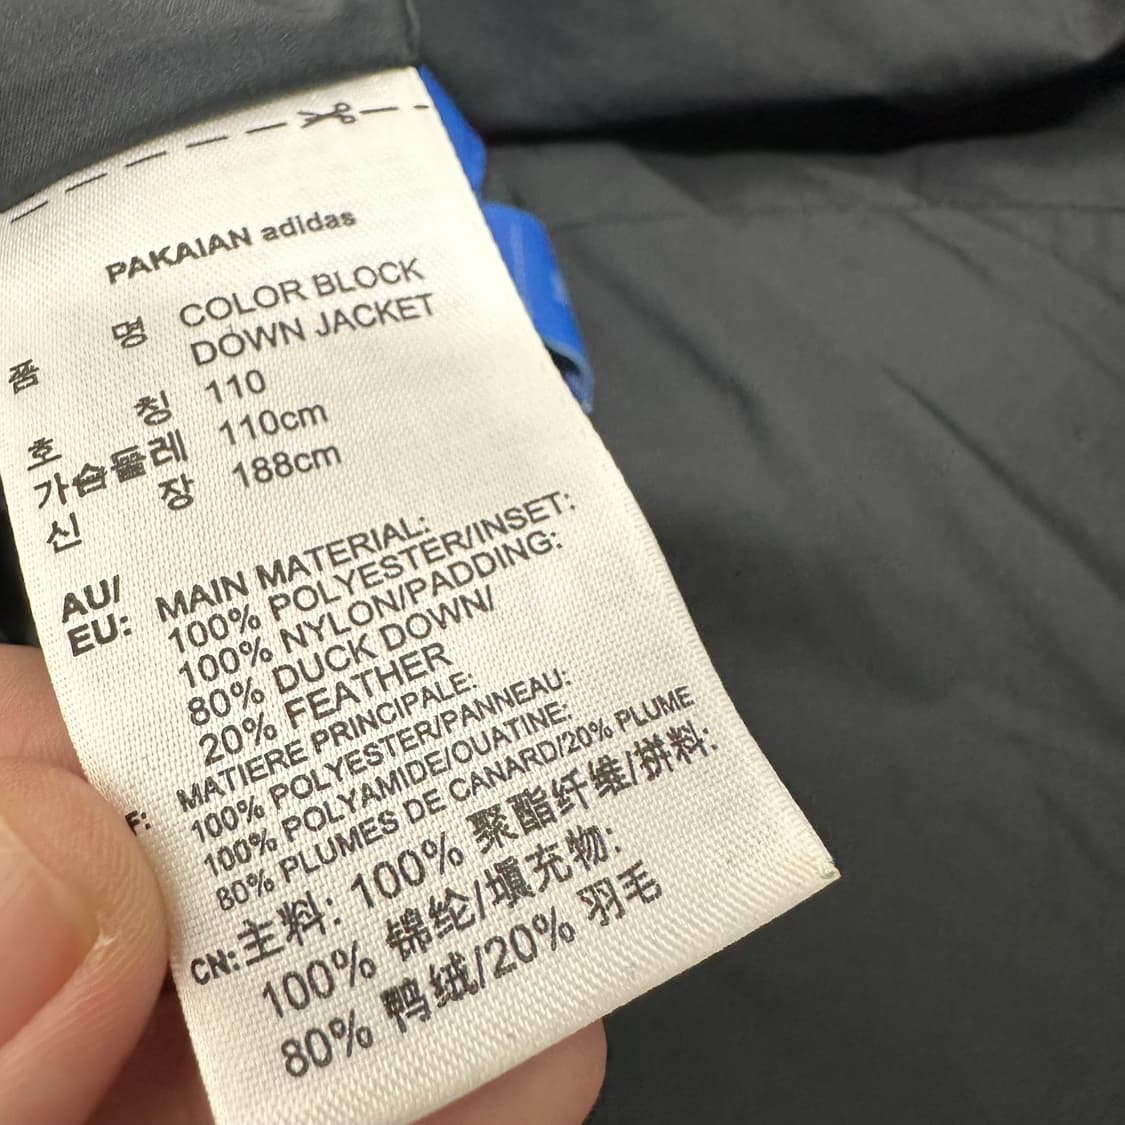 PAKAIAN adidas
품 명 COLOR BLOCK
DOWN JACKET
호 칭 110
가슴둘레 110cm
신 장 188cm
AU/
EU: MAIN MATERIAL:
100% POLYESTER/INSET:
100% NYLON/PADDING:
80% DUCK DOWN/
20% FEATHER
F: MATIERE PRINCIPALE:
100% POLYESTER/PANNEAU:
100% POLYAMIDE/OUATINE:
80% PLUMES DE CANARD/20% PLUME
CN: 主料: 100% 聚酯纤维/拼料:
100% 锦纶/填充物:
80% 鸭绒/20% 羽毛